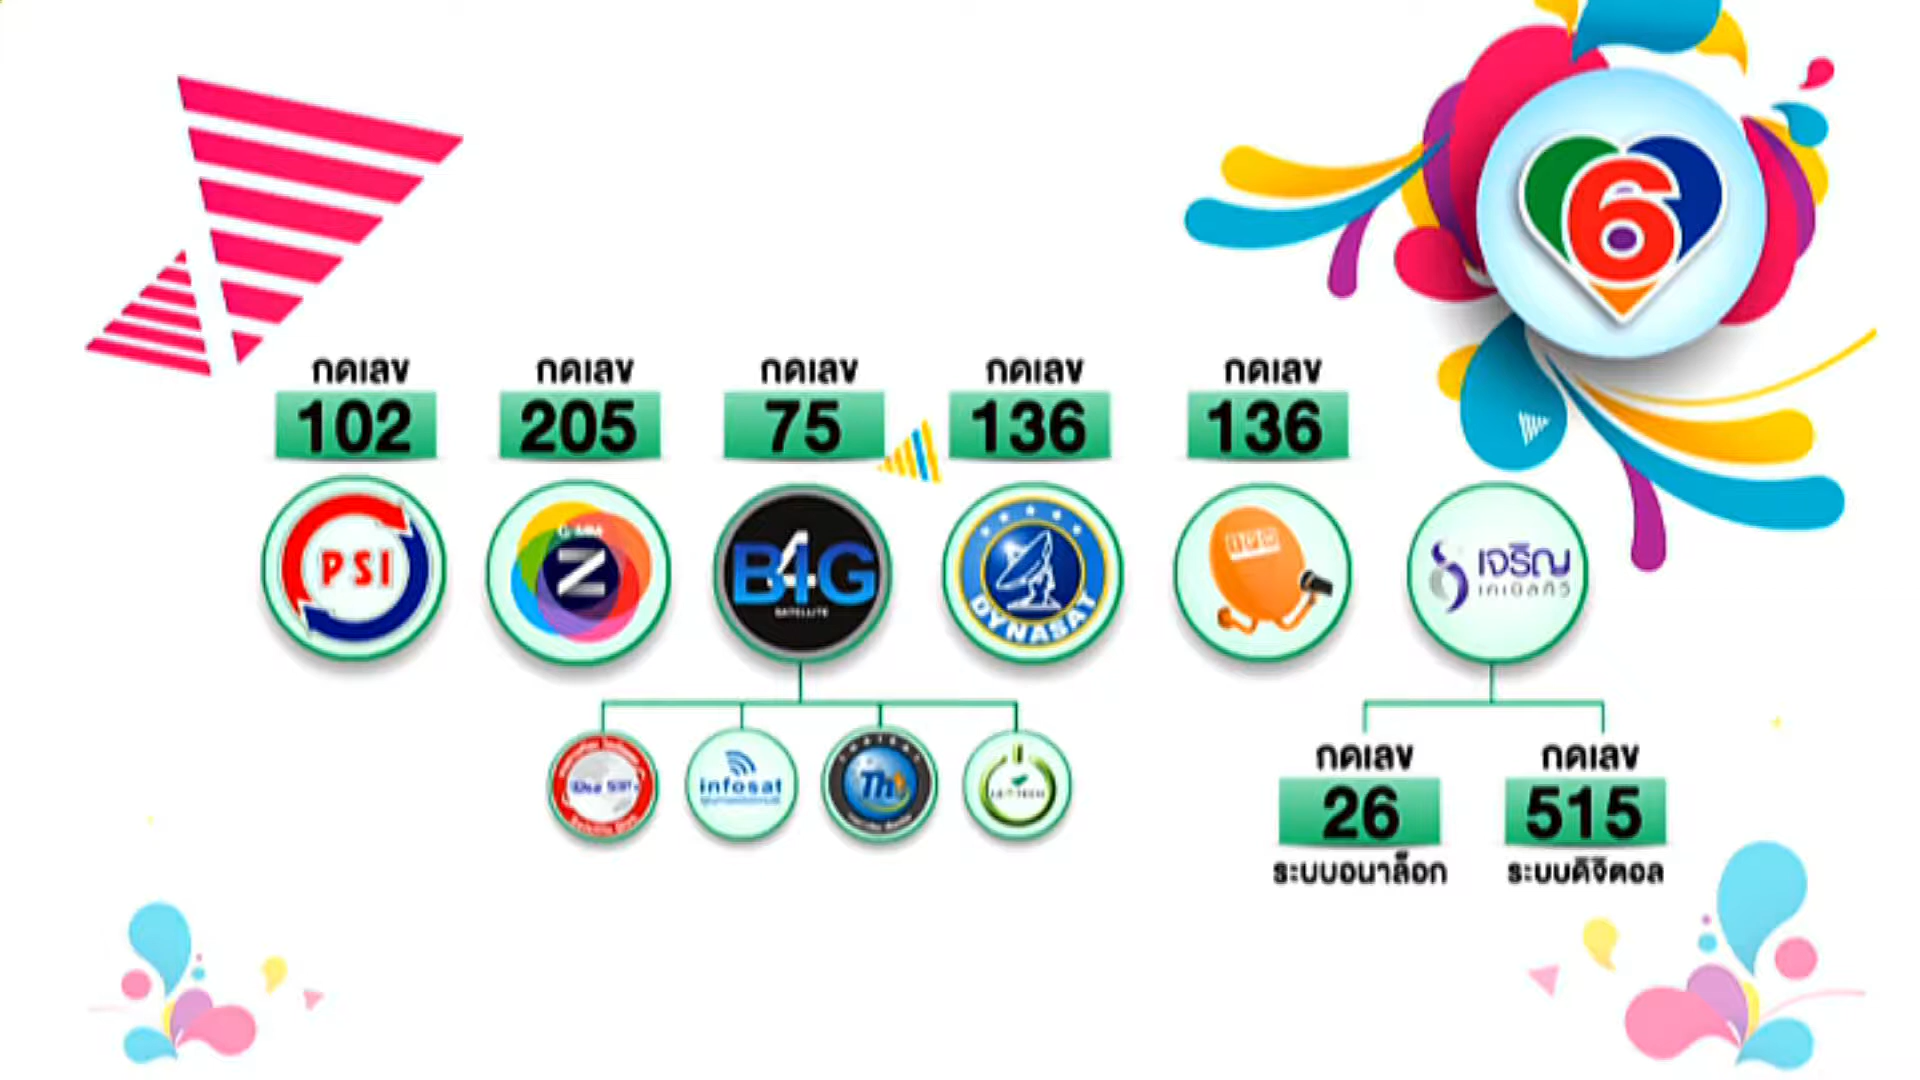 6
กดเลข
102
กดเลข
205
กดเลข
75
กดเลข
136
กดเลข
136
PSI
Z
B4G
SATELLITE
DYNASAT
เจริญ
เคเบิลทีวี
infosat
Th
กดเลข
26
ระบบอนาล็อก
กดเลข
515
ระบบดิจิตอล